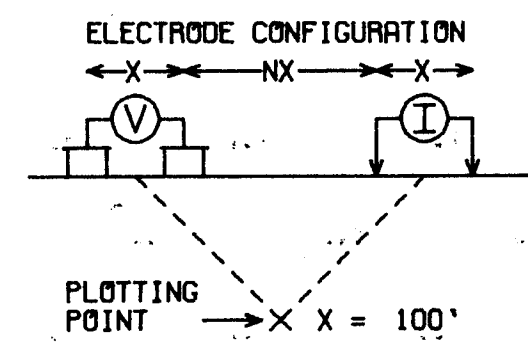 ELECTRODE CONFIGURATION
X NX X
V I
PLOTTING
POINT X X = 100'